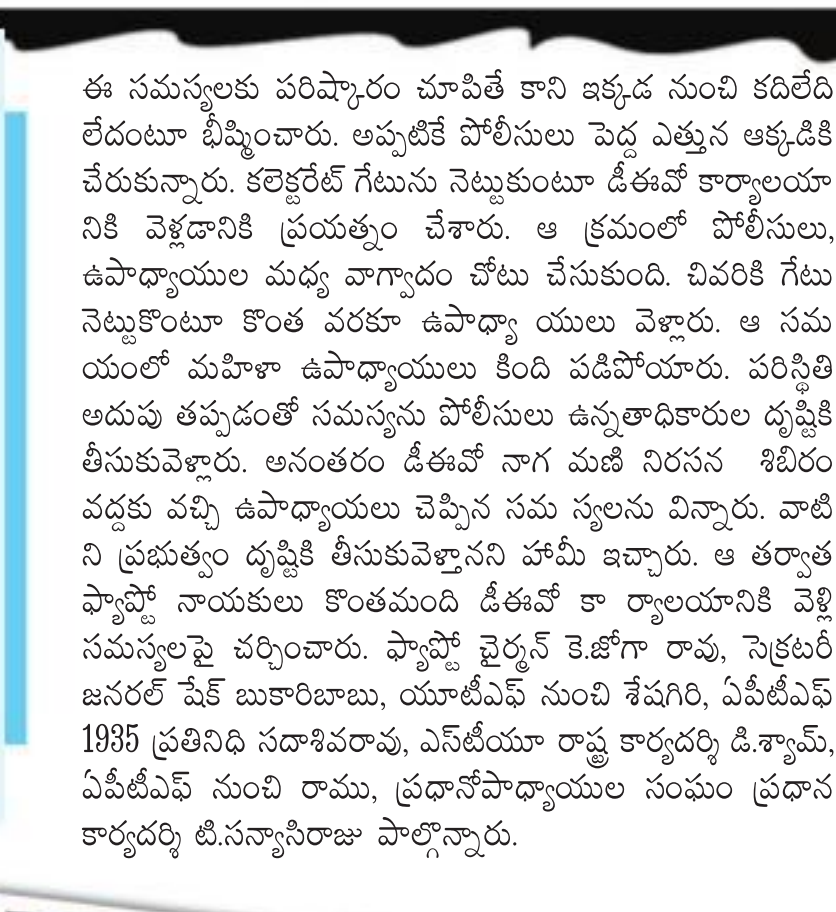 ఈ సమస్యలకు పరిష్కారం చూపితే కాని ఇక్కడ నుంచి కదిలేది
లేదంటూ భీష్మించారు. అప్పటికే పోలీసులు పెద్ద ఎత్తున ఆక్కడికి
చేరుకున్నారు. కలెక్టరేట్ గేటును నెట్టుకుంటూ డీఈవో కార్యాలయా
నికి వెళ్లడానికి ప్రయత్నం చేశారు. ఆ క్రమంలో పోలీసులు,
ఉపాధ్యాయుల మధ్య వాగ్వాదం చోటు చేసుకుంది. చివరికి గేటు
నెట్టుకొంటూ కొంత వరకూ ఉపాధ్యా యులు వెళ్లారు. ఆ సమ
యంలో మహిళా ఉపాధ్యాయులు కింది పడిపోయారు. పరిస్థితి
అదుపు తప్పడంతో సమస్యను పోలీసులు ఉన్నతాధికారుల దృష్టికి
తీసుకువెళ్లారు. అనంతరం డీఈవో నాగ మణి నిరసన శిబిరం
వద్దకు వచ్చి ఉపాధ్యాయలు చెప్పిన సమ స్యలను విన్నారు. వాటి
ని ప్రభుత్వం దృష్టికి తీసుకువెళ్తానని హామీ ఇచ్చారు. ఆ తర్వాత
ఫ్యాప్టో నాయకులు కొంతమంది డీఈవో కా ర్యాలయానికి వెళ్లి
సమస్యలపై చర్చించారు. ఫ్యాప్టో చైర్మన్ కె.జోగా రావు, సెక్రటరీ
జనరల్ షేక్ బుకారిబాబు, యూటీఎఫ్ నుంచి శేషగిరి, ఏపీటీఎఫ్
1935 ప్రతినిధి సదాశివరావు, ఎస్‌టీయూ రాష్ట్ర కార్యదర్శి డి.శ్యామ్,
ఏపీటీఎఫ్ నుంచి రాము, ప్రధానోపాధ్యాయుల సంఘం ప్రధాన
కార్యదర్శి టి.సన్యాసిరాజు పాల్గొన్నారు.